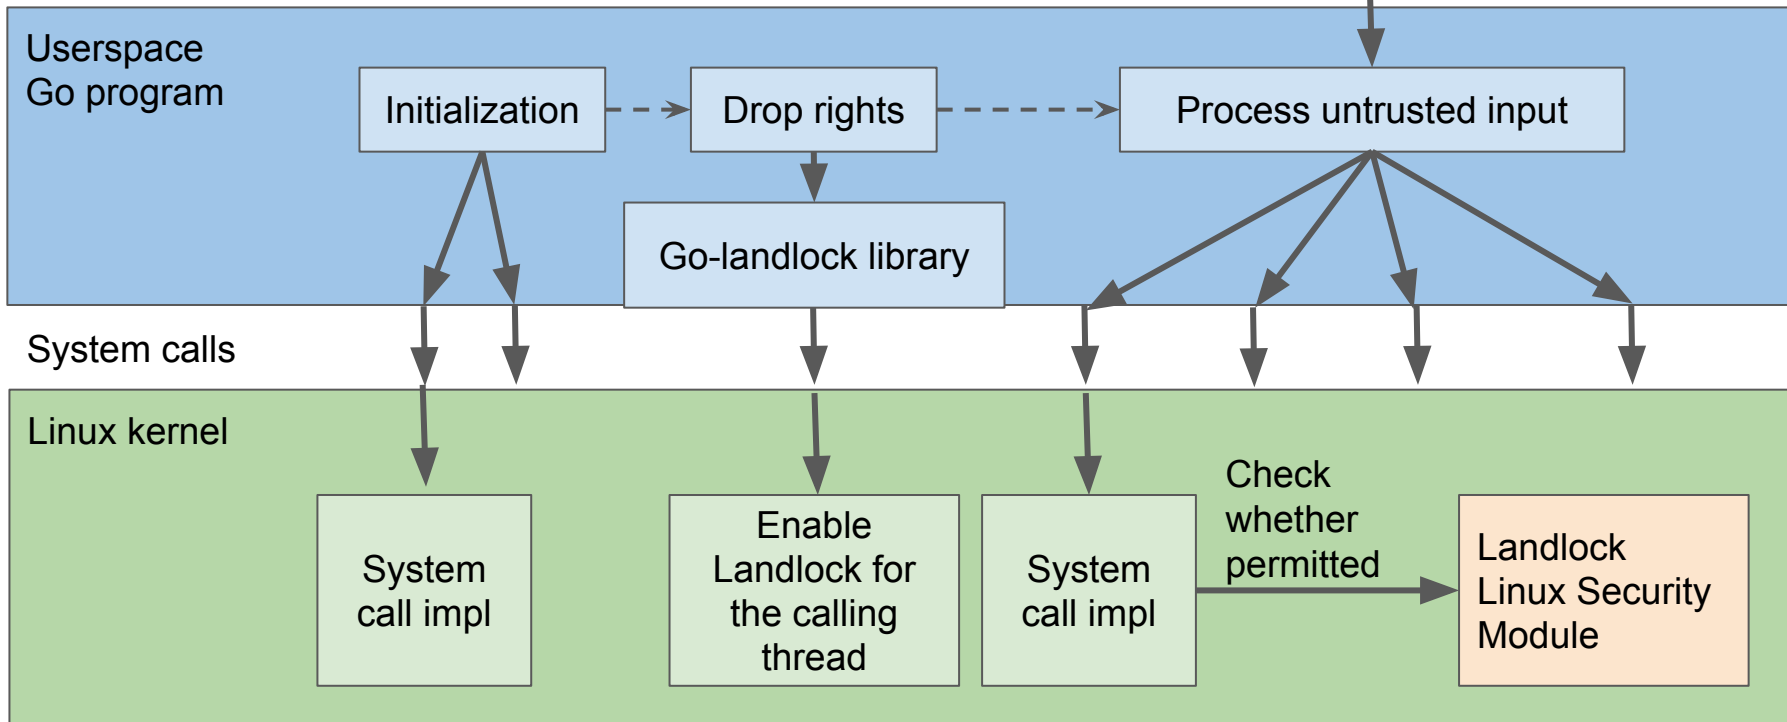 Userspace
Go program
Initialization
Drop rights
Process untrusted input
Go-landlock library
System calls
Linux kernel
System
call impl
Enable
Landlock for
the calling
thread
System
call impl
Check
whether
permitted
Landlock
Linux Security
Module